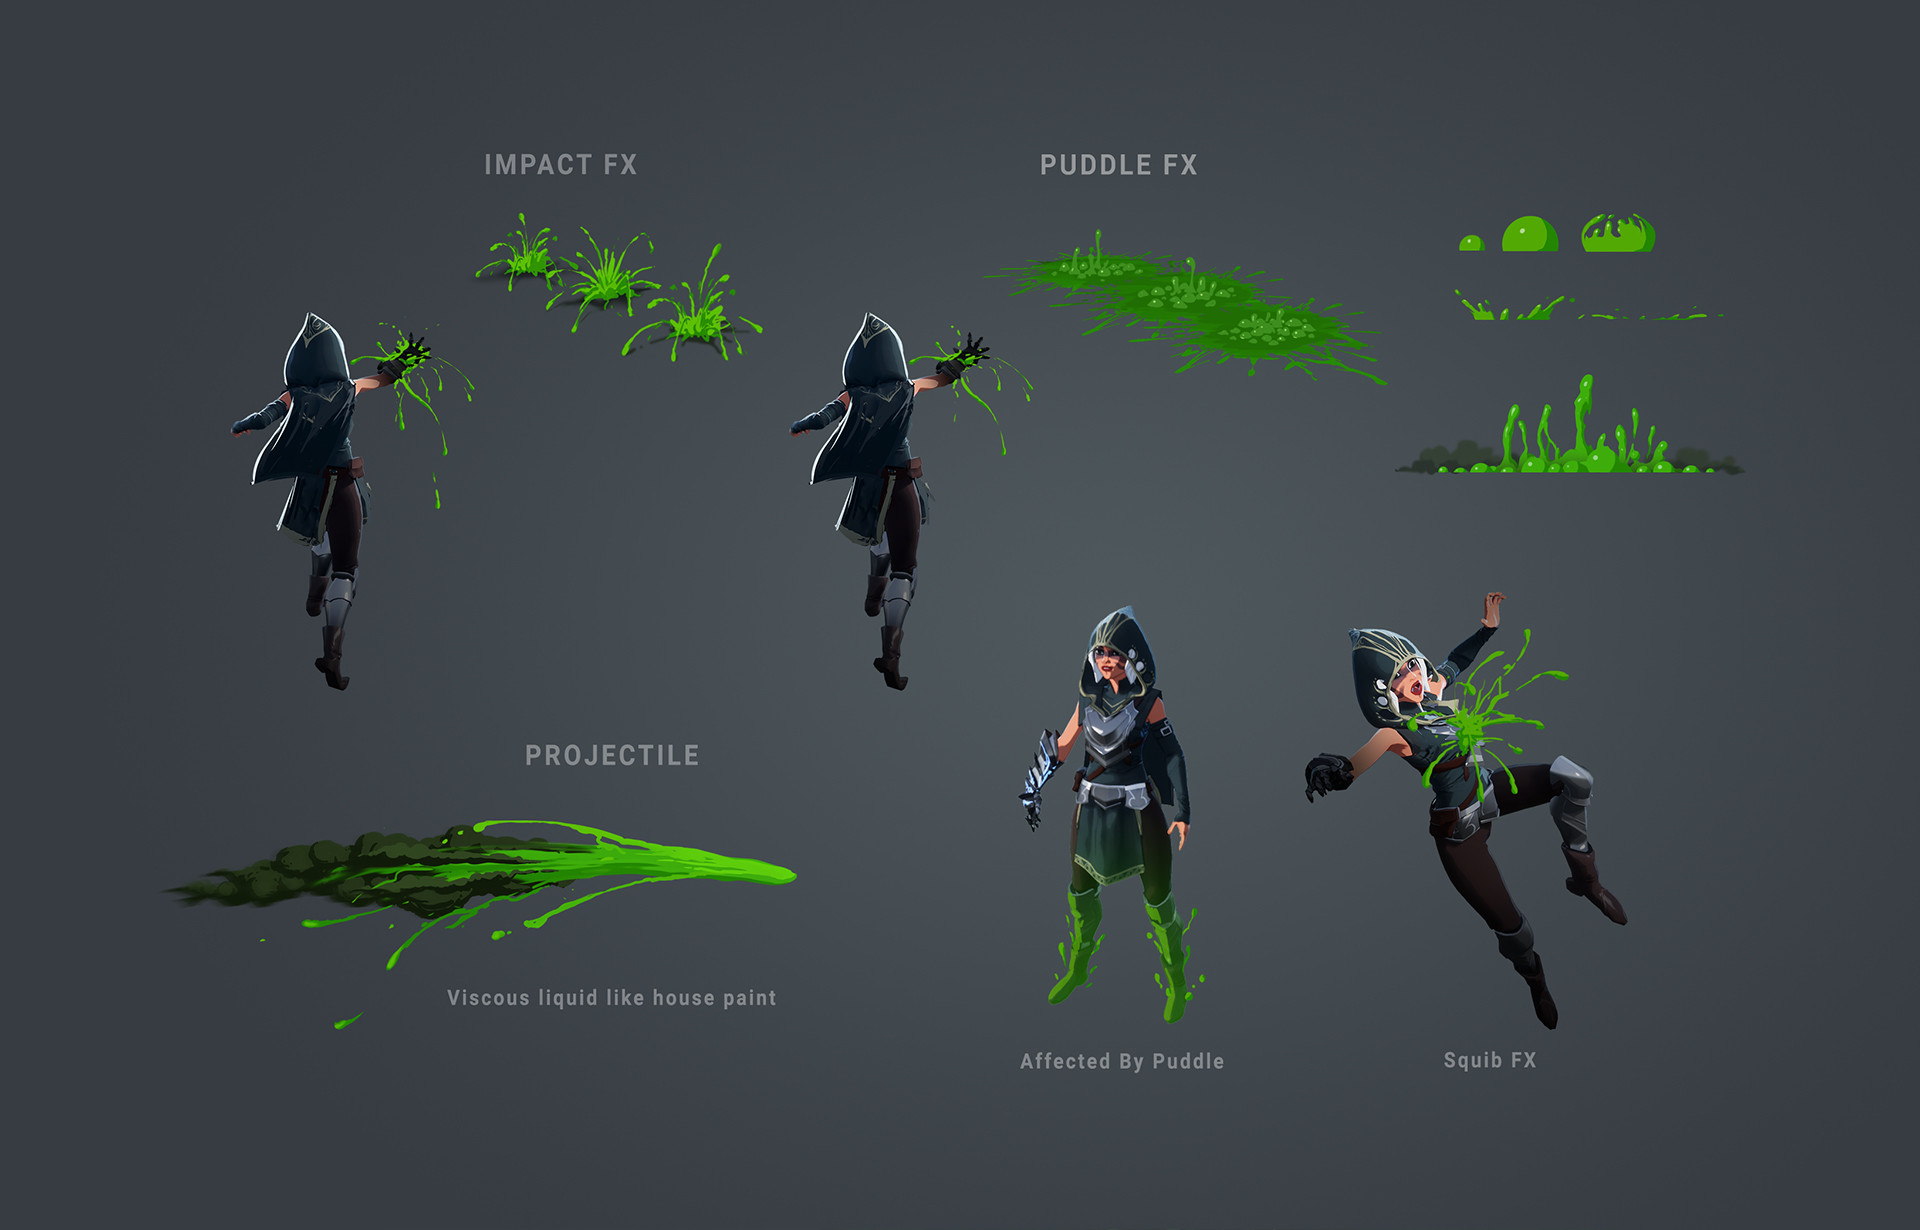 IMPACT FX
PUDDLE FX
PROJECTILE
Viscous liquid like house paint
Affected By Puddle
Squib FX